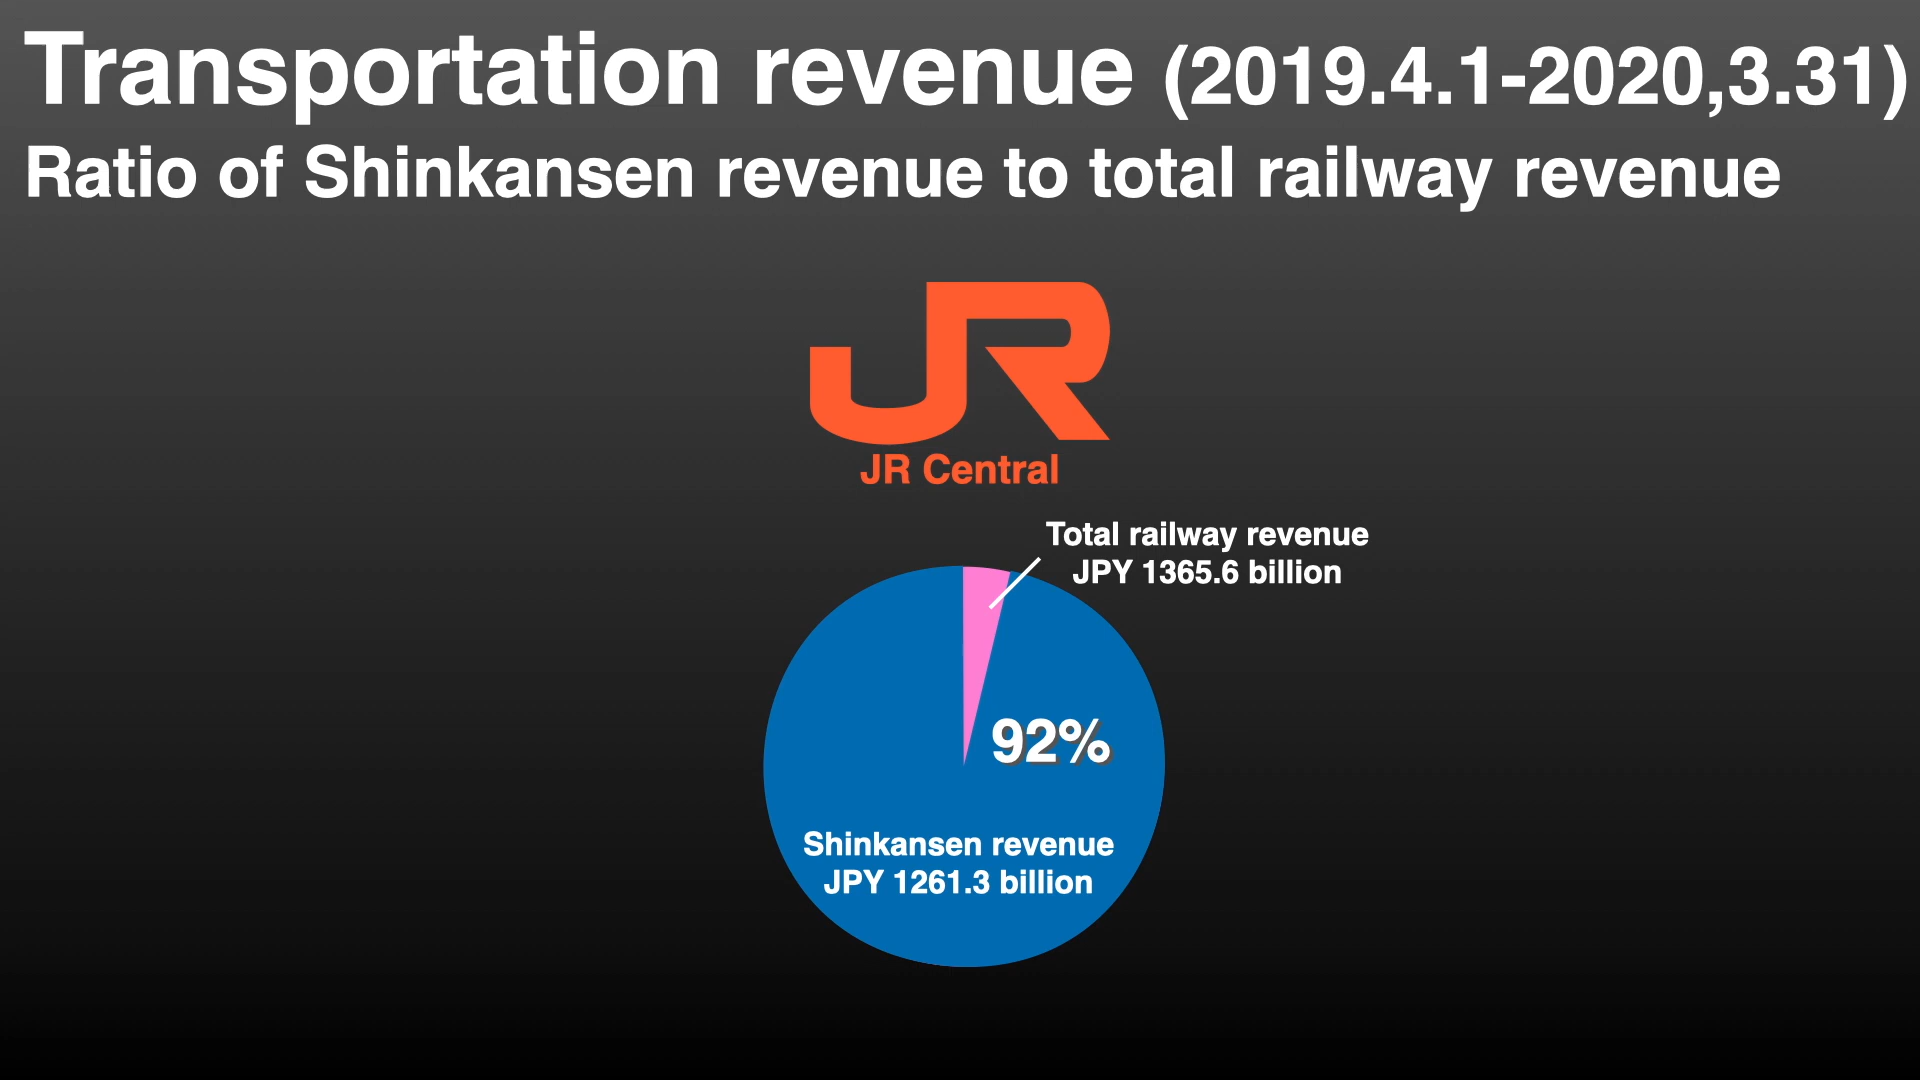 Transportation revenue (2019.4.1-2020,3.31)
Ratio of Shinkansen revenue to total railway revenue
JR
JR Central
Total railway revenue
JPY 1365.6 billion
92%
Shinkansen revenue
JPY 1261.3 billion